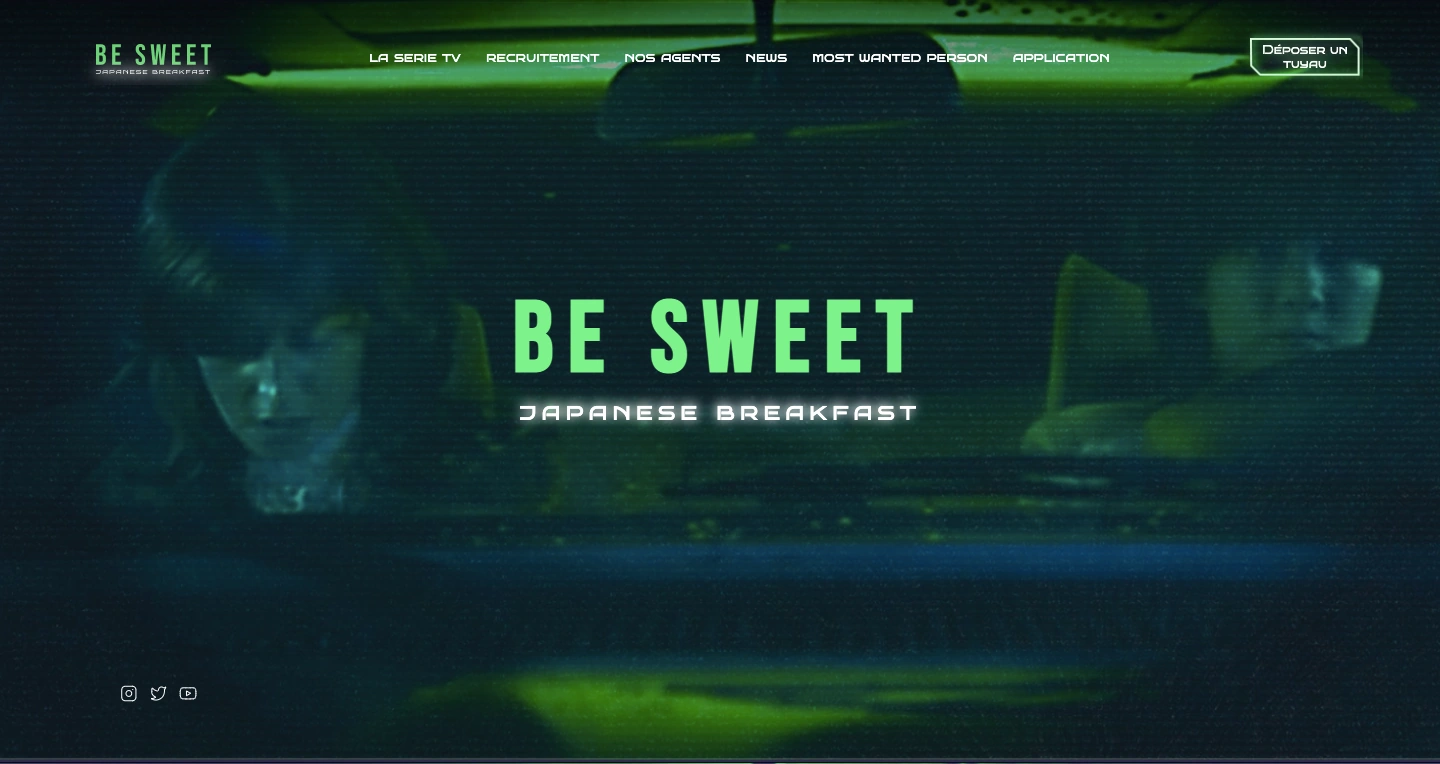 BE SWEET
JAPANESE BREAKFAST
LA SERIE TV
RECRUITEMENT
NOS AGENTS
NEWS
MOST WANTED PERSON
APPLICATION
DÉPOSER UN
TUYAU
BE SWEET
JAPANESE BREAKFAST